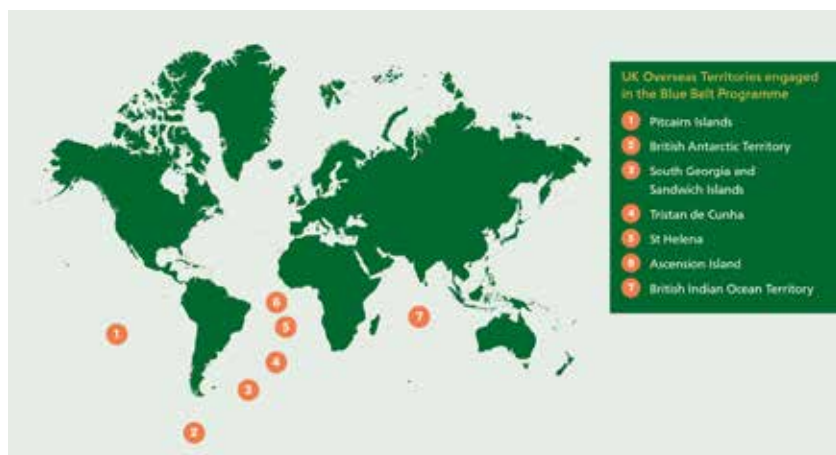 UK Overseas Territories engaged
in the Blue Belt Programme
1 Pitcairn Islands
2 British Antarctic Territory
3 South Georgia and
Sandwich Islands
4 Tristan de Cunha
5 St Helena
6 Ascension Island
7 British Indian Ocean Territory
6
7
5
1
4
3
2